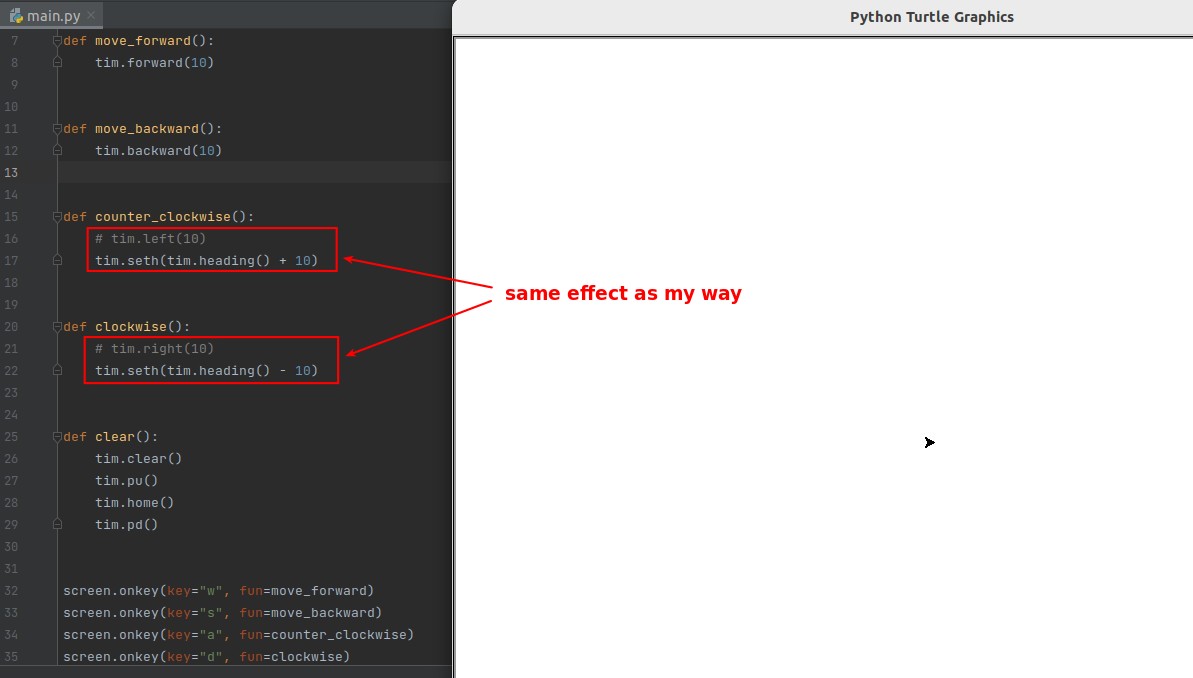 main.py
Python Turtle Graphics
7 def move_forward():
8 tim.forward(10)
9
10
11 def move_backward():
12 tim.backward(10)
13
14
15 def counter_clockwise():
16 # tim.left(10)
17 tim.seth(tim.heading() + 10)
18
same effect as my way
19
20 def clockwise():
21 # tim.right(10)
22 tim.seth(tim.heading() - 10)
23
24
25 def clear():
26 tim.clear()
27 tim.pu()
28 tim.home()
29 tim.pd()
30
31
32 screen.onkey(key="w", fun=move_forward)
33 screen.onkey(key="s", fun=move_backward)
34 screen.onkey(key="a", fun=counter_clockwise)
35 screen.onkey(key="d", fun=clockwise)